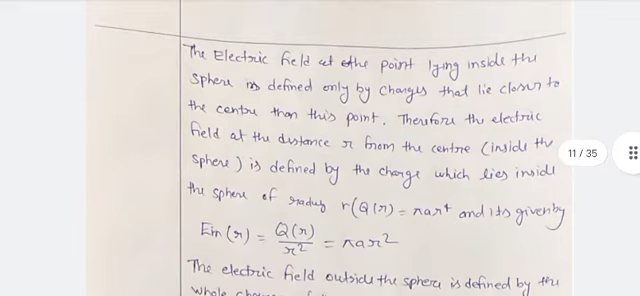 The Electric field at the point lying inside the
sphere is defined only by charges that lie closer to
the centre than this point. Therefore the electric
field at the distance r from the centre (inside the
sphere) is defined by the charge which lies inside
the sphere of radius r(Q(r) = πar⁴ and its given by
Ein(r) = Q(r)/r² = πar²
The electric field outside the sphere is defined by the
whole
11 / 35